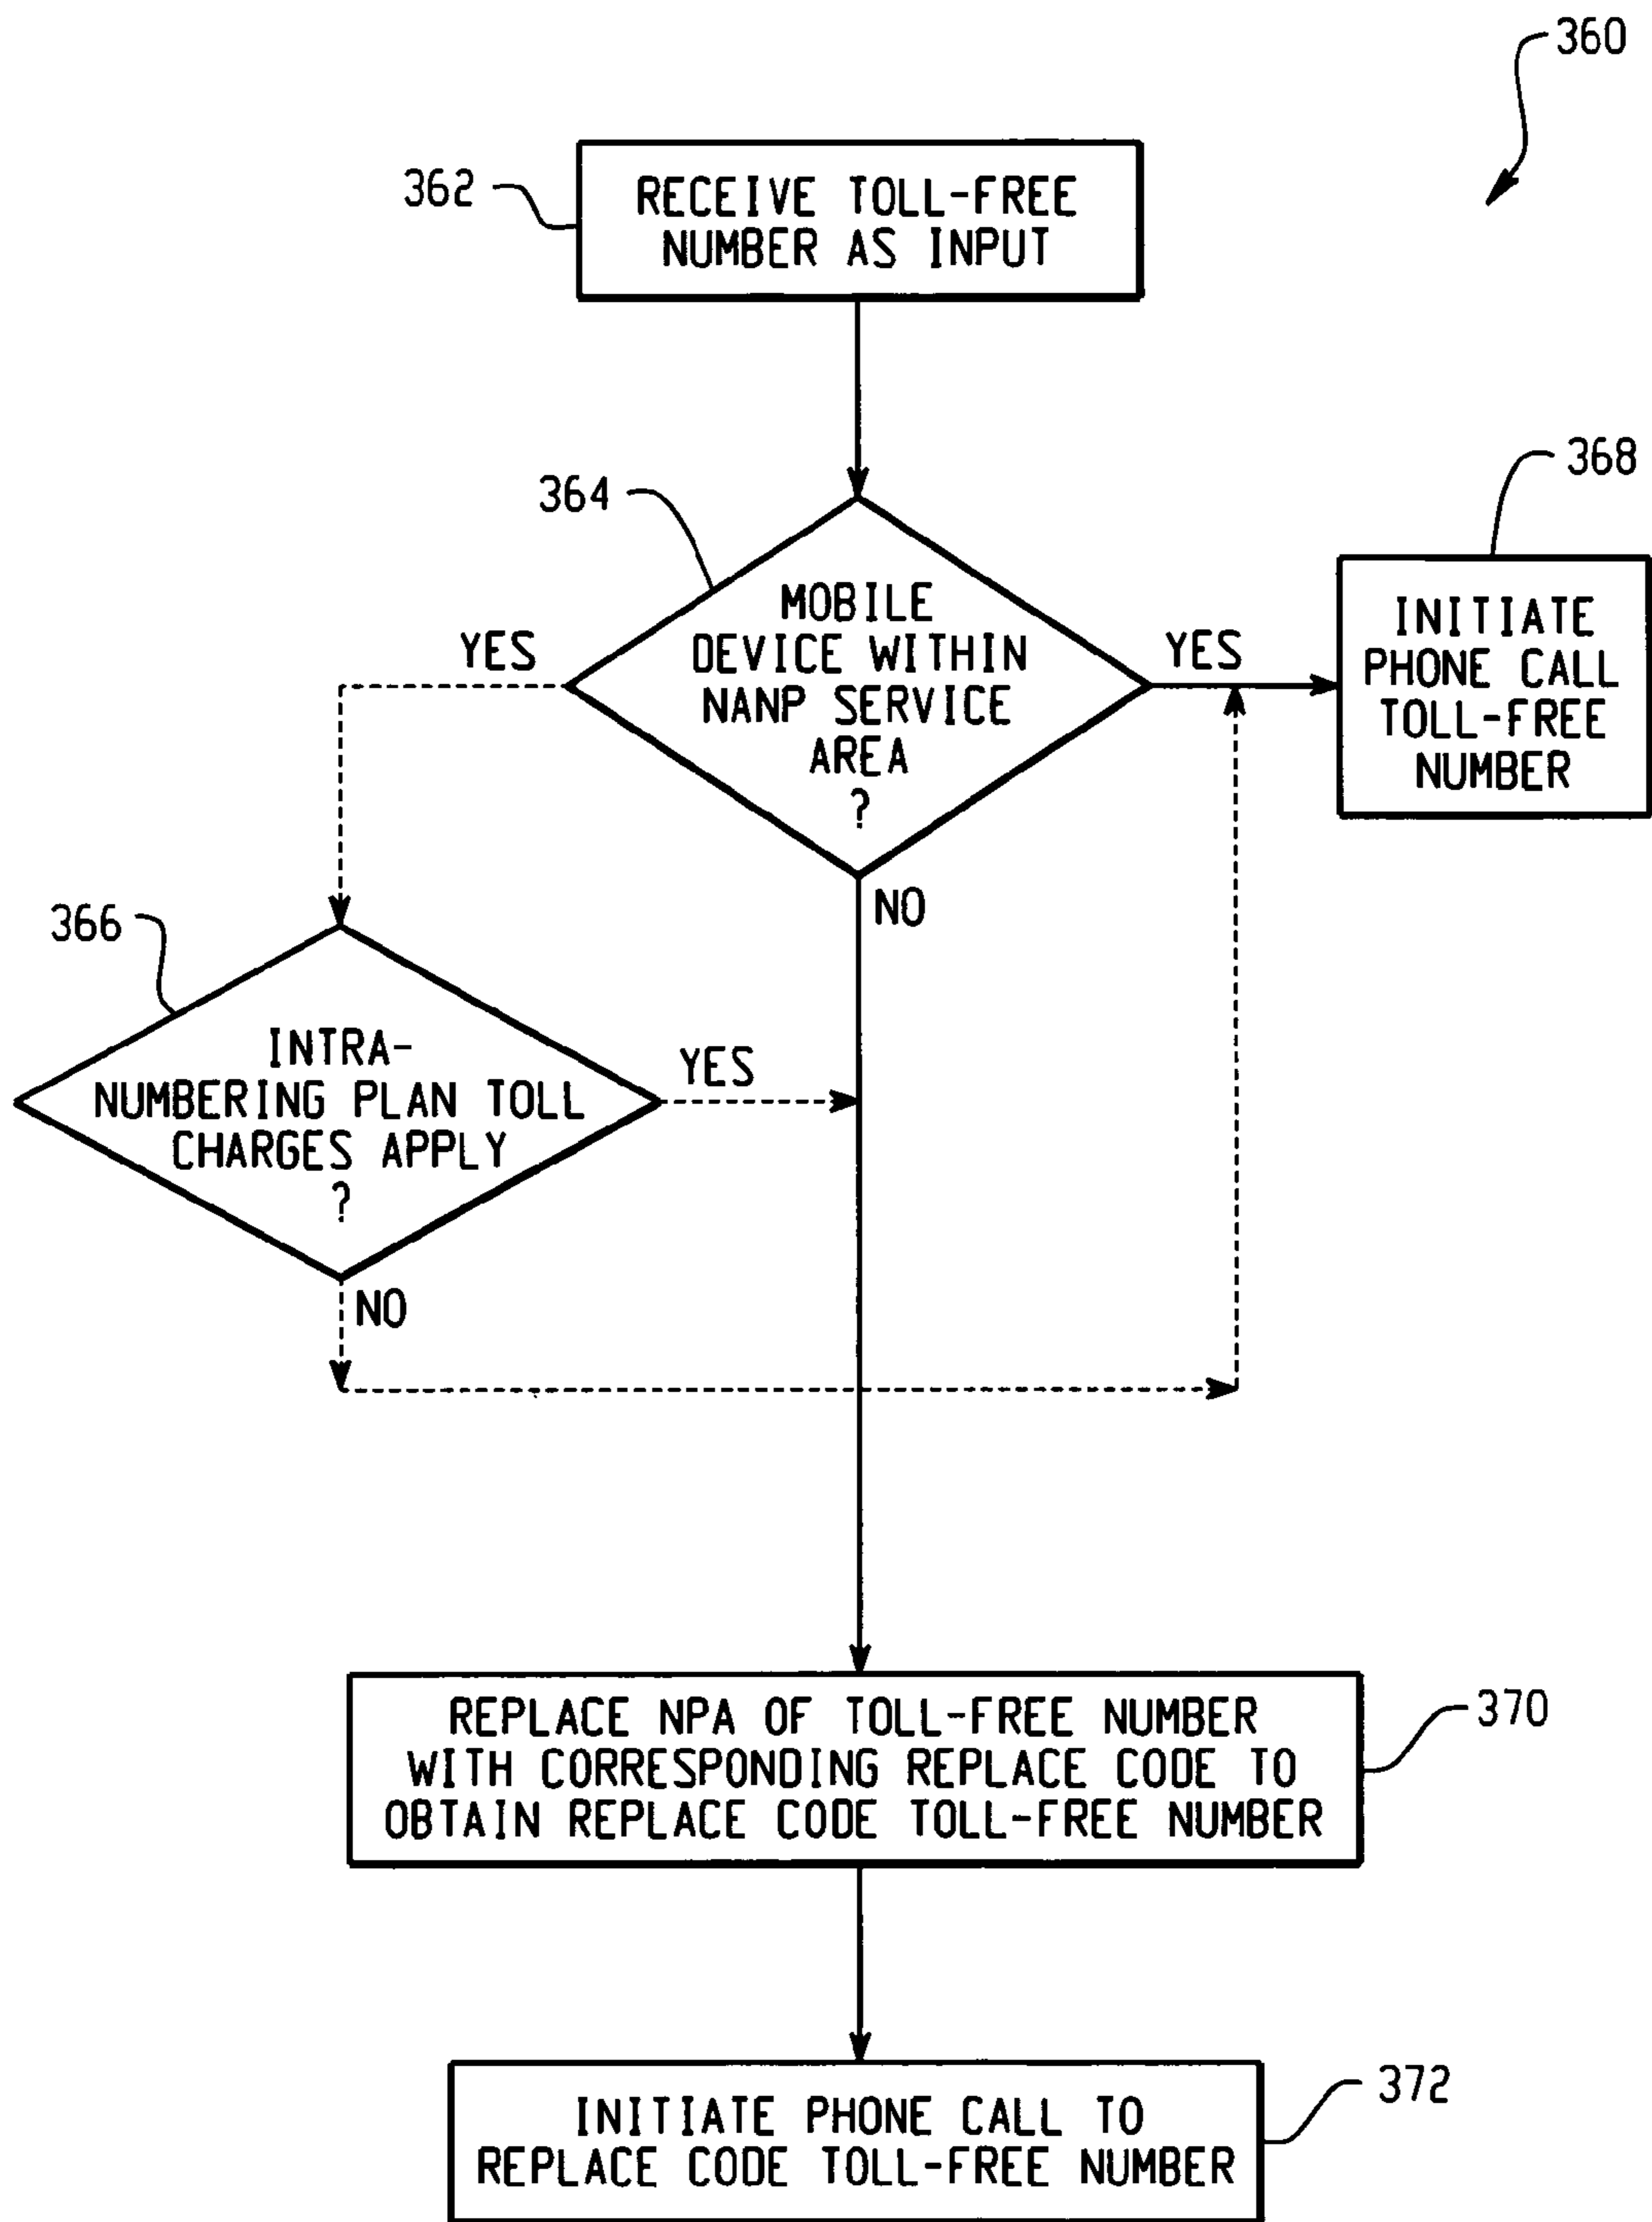 360
362
RECEIVE TOLL-FREE
NUMBER AS INPUT
364
MOBILE
DEVICE WITHIN
NANP SERVICE
AREA
?
YES
YES
NO
368
INITIATE
PHONE CALL
TOLL-FREE
NUMBER
366
INTRA-
NUMBERING PLAN TOLL
CHARGES APPLY
?
YES
NO
370
REPLACE NPA OF TOLL-FREE NUMBER
WITH CORRESPONDING REPLACE CODE TO
OBTAIN REPLACE CODE TOLL-FREE NUMBER
372
INITIATE PHONE CALL TO
REPLACE CODE TOLL-FREE NUMBER